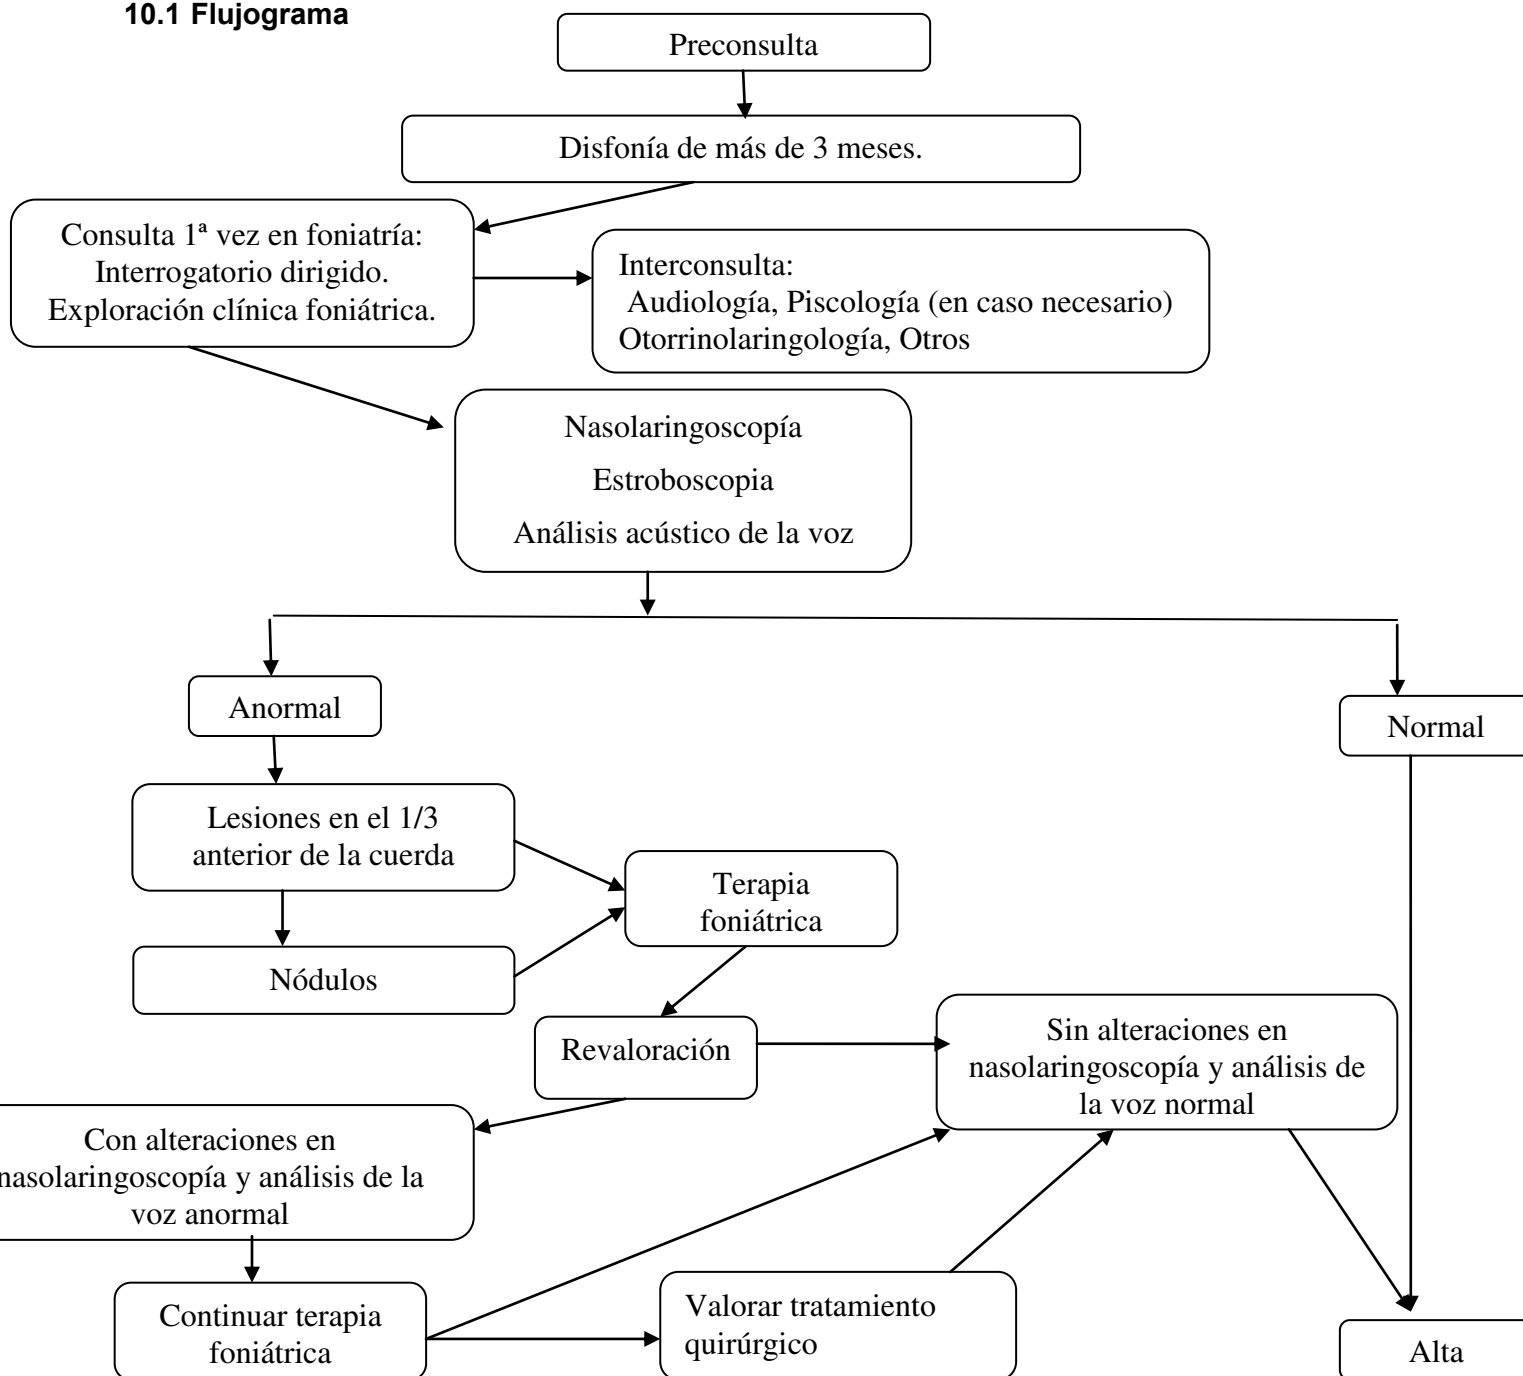 10.1 Flujograma
Preconsulta
Disfonía de más de 3 meses.
Consulta 1ª vez en foniatría:
Interrogatorio dirigido.
Exploración clínica foniátrica.
Interconsulta:
Audiología, Piscología (en caso necesario)
Otorrinolaringología, Otros
Nasolaringoscopía
Estroboscopia
Análisis acústico de la voz
Anormal
Normal
Lesiones en el 1/3
anterior de la cuerda
Terapia
foniátrica
Nódulos
Revaloración
Sin alteraciones en
nasolaringoscopía y análisis de
la voz normal
Con alteraciones en
nasolaringoscopía y análisis de la
voz anormal
Continuar terapia
foniátrica
Valorar tratamiento
quirúrgico
Alta